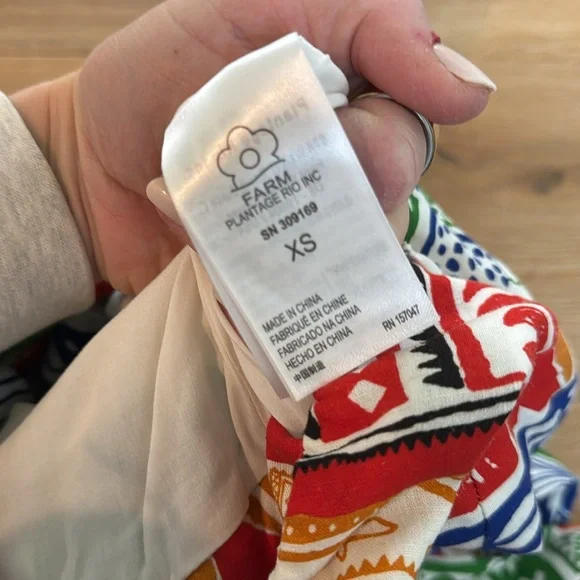 FARM
PLANTAGE RIO INC
SN 309169
XS
MADE IN CHINA
FABRIQUÉ EN CHINE
FABRICADO NA CHINA
HECHO EN CHINA
中国制造
RN 157047